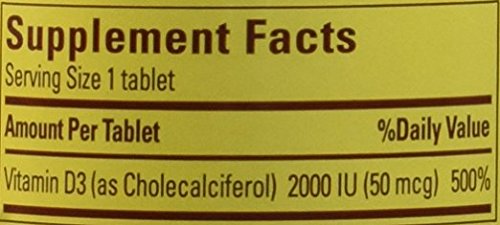 Supplement Facts
Serving Size 1 tablet
Amount Per Tablet %Daily Value
Vitamin D3 (as Cholecalciferol) 2000 IU (50 mcg) 500%